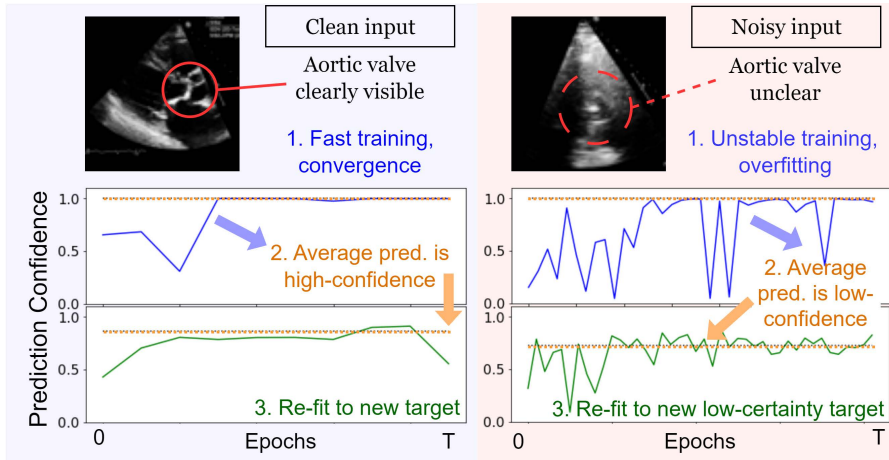 Clean input
Aortic valve
clearly visible
1. Fast training,
convergence
Noisy input
Aortic valve
unclear
1. Unstable training,
overfitting
Prediction Confidence
1.0
0.5
0.0
2. Average pred. is
high-confidence
1.0
0.5
0.0
2. Average
pred. is low-
confidence
1.0
0.5
0.0
3. Re-fit to new target
0
Epochs
T
1.0
0.5
0.0
3. Re-fit to new low-certainty target
0
Epochs
T